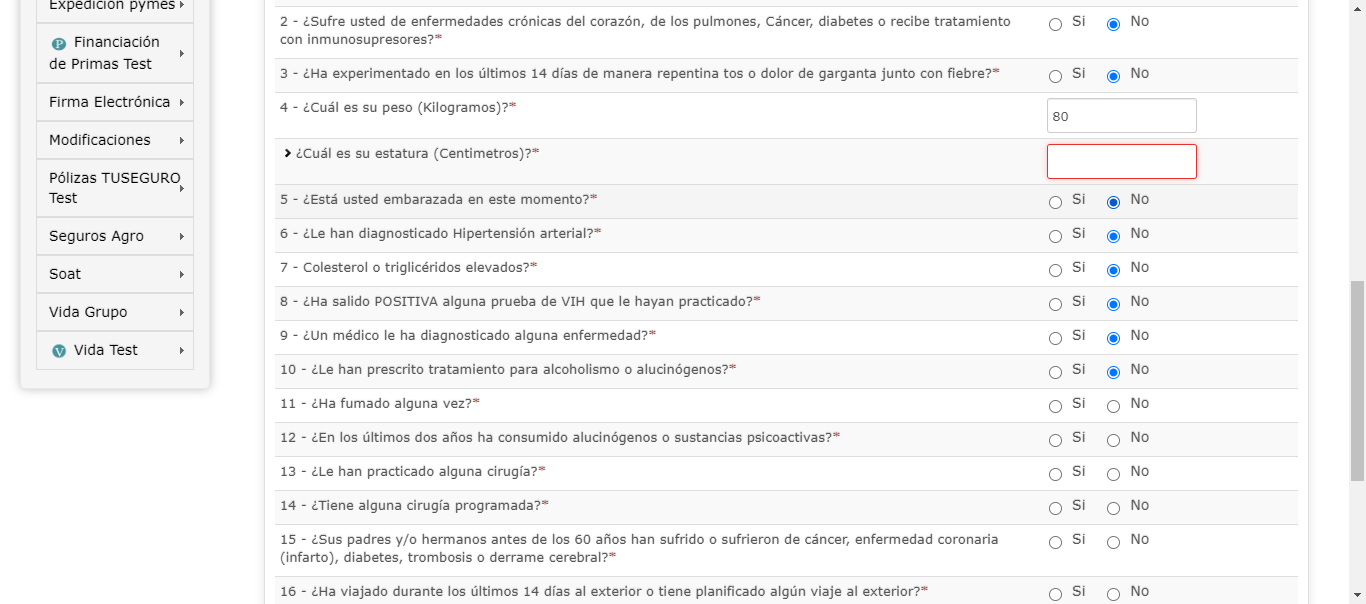 Expedición pymes
Financiación
de Primas Test
Firma Electrónica
Modificaciones
Pólizas TUSEGURO
Test
Seguros Agro
Soat
Vida Grupo
Vida Test
2 - ¿Sufre usted de enfermedades crónicas del corazón, de los pulmones, Cáncer, diabetes o recibe tratamiento
con inmunosupresores?* Si No
3 - ¿Ha experimentado en los últimos 14 días de manera repentina tos o dolor de garganta junto con fiebre?* Si No
4 - ¿Cuál es su peso (Kilogramos)?* 80
¿Cuál es su estatura (Centimetros)?*
5 - ¿Está usted embarazada en este momento?* Si No
6 - ¿Le han diagnosticado Hipertensión arterial?* Si No
7 - Colesterol o triglicéridos elevados?* Si No
8 - ¿Ha salido POSITIVA alguna prueba de VIH que le hayan practicado?* Si No
9 - ¿Un médico le ha diagnosticado alguna enfermedad?* Si No
10 - ¿Le han prescrito tratamiento para alcoholismo o alucinógenos?* Si No
11 - ¿Ha fumado alguna vez?* Si No
12 - ¿En los últimos dos años ha consumido alucinógenos o sustancias psicoactivas?* Si No
13 - ¿Le han practicado alguna cirugía?* Si No
14 - ¿Tiene alguna cirugía programada?* Si No
15 - ¿Sus padres y/o hermanos antes de los 60 años han sufrido o sufrieron de cáncer, enfermedad coronaria
(infarto), diabetes, trombosis o derrame cerebral?* Si No
16 - ¿Ha viajado durante los últimos 14 días al exterior o tiene planificado algún viaje al exterior?* Si No